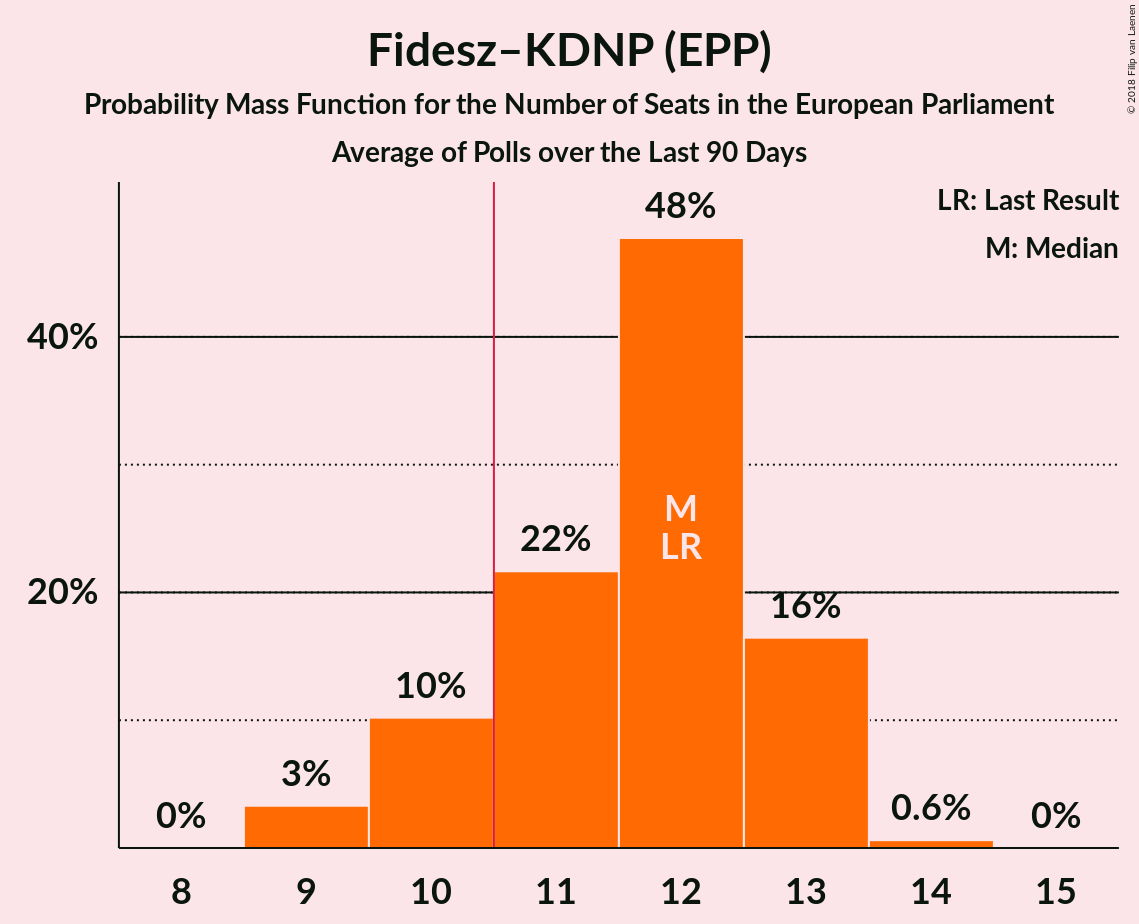 Fidesz–KDNP (EPP)
Probability Mass Function for the Number of Seats in the European Parliament
Average of Polls over the Last 90 Days
© 2018 Filip van Laenen
LR: Last Result
M: Median
48%
40%
M
LR
22%
20%
16%
10%
3%
0%
0.6%
0%
8
9
10
11
12
13
14
15